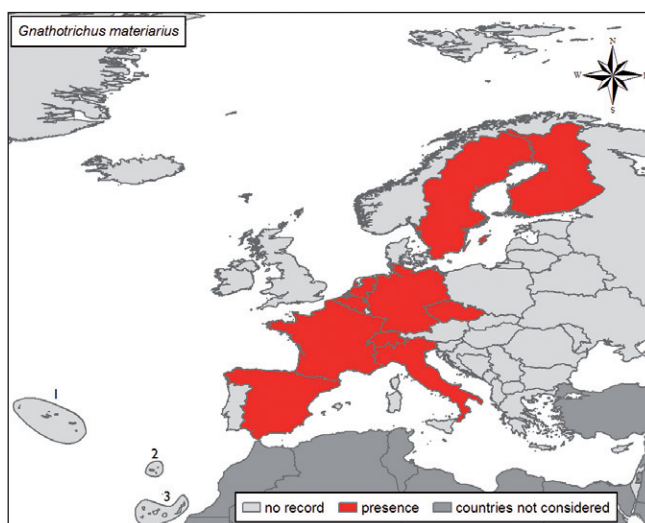 Gnathotrichus materiarius
N
W
E
S
1
2
3
no record presence countries not considered